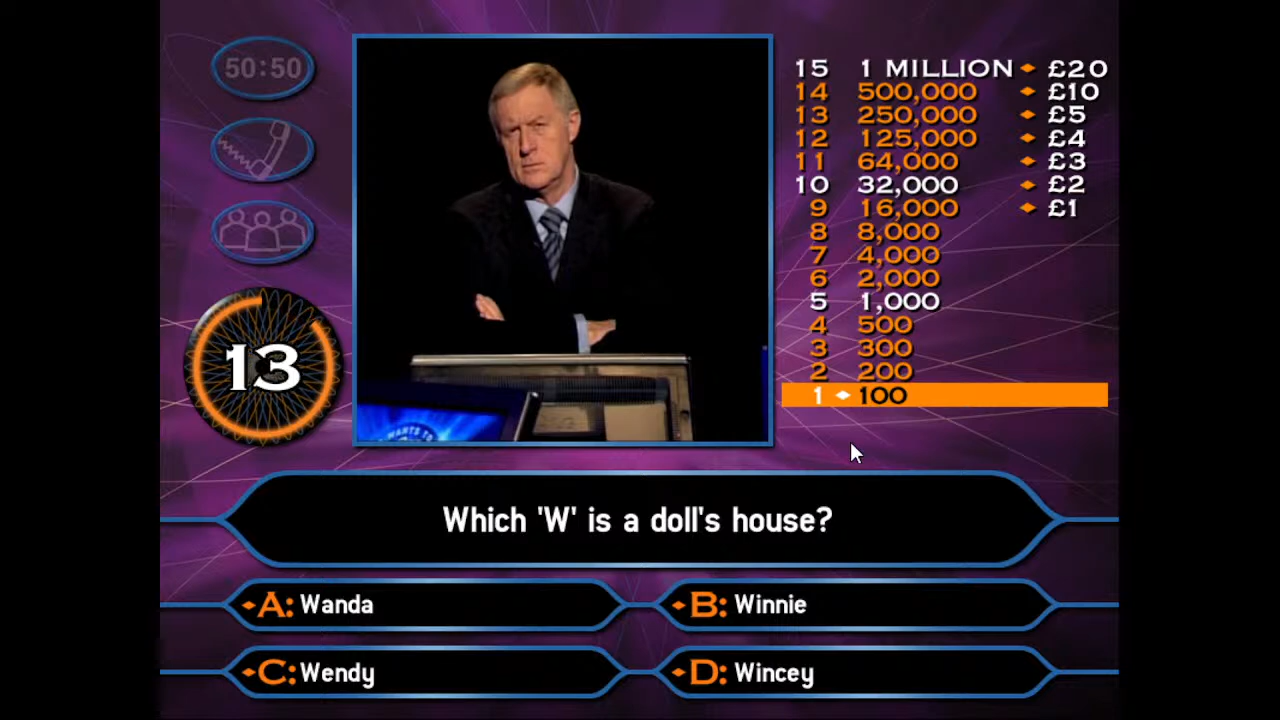 50:50
15 1 MILLION £20
14 500,000 £10
13 250,000 £5
12 125,000 £4
11 64,000 £3
10 32,000 £2
9 16,000 £1
8 8,000
7 4,000
6 2,000
5 1,000
4 500
3 300
2 200
1 100
13
WANTS TO
Which 'W' is a doll's house?
A: Wanda
B: Winnie
C: Wendy
D: Wincey